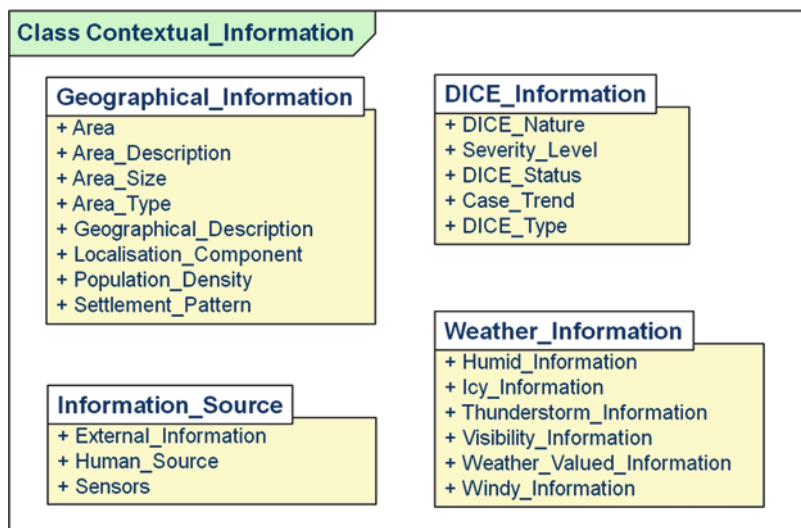 Class Contextual_Information
Geographical_Information
+ Area
+ Area_Description
+ Area_Size
+ Area_Type
+ Geographical_Description
+ Localisation_Component
+ Population_Density
+ Settlement_Pattern
DICE_Information
+ DICE_Nature
+ Severity_Level
+ DICE_Status
+ Case_Trend
+ DICE_Type
Information_Source
+ External_Information
+ Human_Source
+ Sensors
Weather_Information
+ Humid_Information
+ Icy_Information
+ Thunderstorm_Information
+ Visibility_Information
+ Weather_Valued_Information
+ Windy_Information